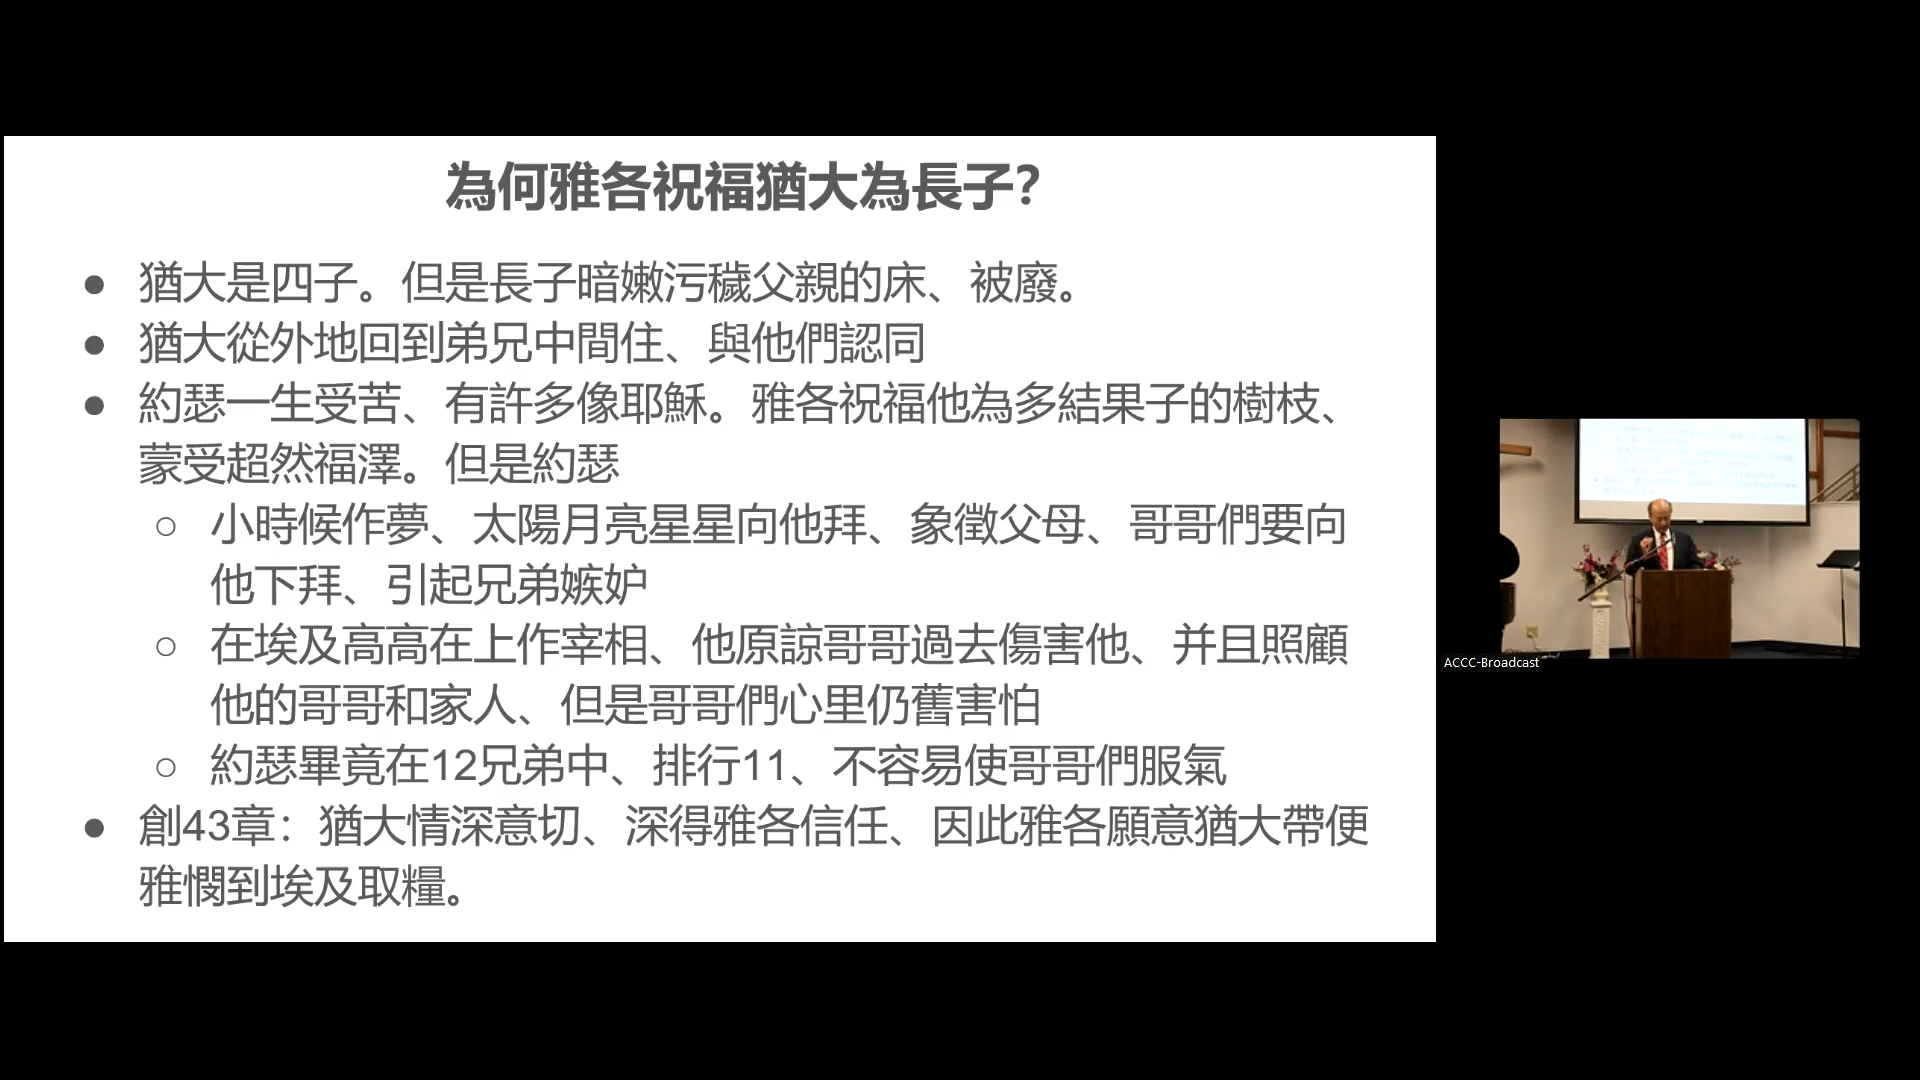 為何雅各祝福猶大為長子？
● 猶大是四子。但是長子暗嫩污穢父親的床、被廢。
● 猶大從外地回到弟兄中間住、與他們認同
● 約瑟一生受苦、有許多像耶穌。雅各祝福他為多結果子的樹枝、
蒙受超然福澤。但是約瑟
○ 小時候作夢、太陽月亮星星向他拜、象徵父母、哥哥們要向
他下拜、引起兄弟嫉妒
○ 在埃及高高在上作宰相、他原諒哥哥過去傷害他、并且照顧
他的哥哥和家人、但是哥哥們心里仍舊害怕
○ 約瑟畢竟在12兄弟中、排行11、不容易使哥哥們服氣
● 創43章：猶大情深意切、深得雅各信任、因此雅各願意猶大帶便
雅憫到埃及取糧。
ACCC-Broadcast